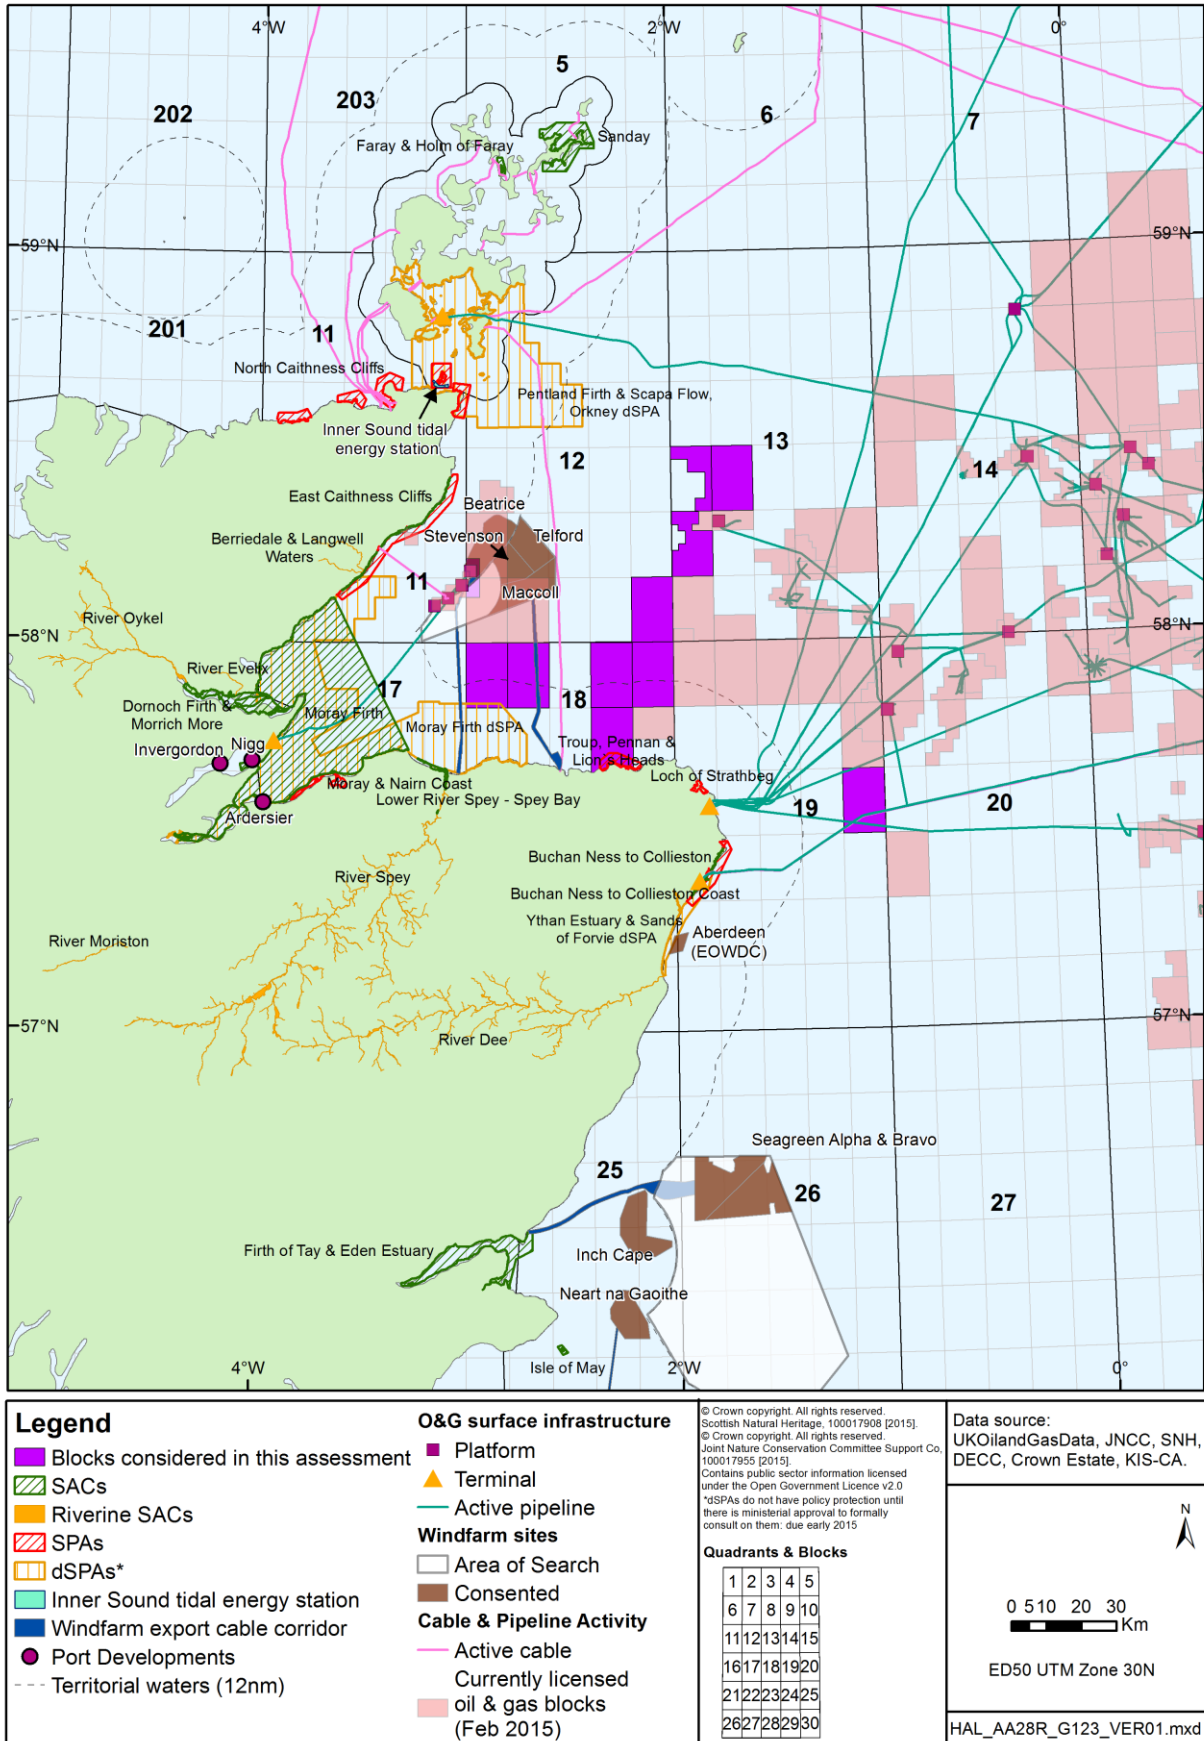 4°W
2°W
0°
5
202
203
6
7
Faray & Holm of Faray
Sanday
59°N
59°N
201
11
North Caithness Cliffs
Pentland Firth & Scapa Flow,
Orkney dSPA
Inner Sound tidal
energy station
12
13
14
East Caithness Cliffs
Beatrice
Stevenson
Telford
Berriedale & Langwell
Waters
11
Maccoll
River Oykel
58°N
58°N
River Evelix
17
18
Dornoch Firth &
Morrich More
Moray Firth
Moray Firth dSPA
Invergordon
Nigg
Troup, Pennan &
Lion's Heads
Loch of Strathbeg
Moray & Nairn Coast
Lower River Spey - Spey Bay
Ardersier
19
20
Buchan Ness to Collieston
River Spey
Buchan Ness to Collieston Coast
Ythan Estuary & Sands
of Forvie dSPA
Aberdeen
(EOWDC)
River Moriston
57°N
57°N
River Dee
Seagreen Alpha & Bravo
25
26
27
Firth of Tay & Eden Estuary
Inch Cape
Neart na Gaoithe
Isle of May
4°W
2°W
0°
Legend
Blocks considered in this assessment
SACs
Riverine SACs
SPAs
dSPAs*
Inner Sound tidal energy station
Windfarm export cable corridor
Port Developments
Territorial waters (12nm)
O&G surface infrastructure
Platform
Terminal
Active pipeline
Windfarm sites
Area of Search
Consented
Cable & Pipeline Activity
Active cable
Currently licensed
oil & gas blocks
(Feb 2015)
© Crown copyright. All rights reserved.
Scottish Natural Heritage, 100017908 [2015].
© Crown copyright. All rights reserved.
Joint Nature Conservation Committee Support Co,
100017955 [2015].
Contains public sector information licensed
under the Open Government Licence v2.0
*dSPAs do not have policy protection until
there is ministerial approval to formally
consult on them: due early 2015
Quadrants & Blocks
1 2 3 4 5
6 7 8 9 10
11 12 13 14 15
16 17 18 19 20
21 22 23 24 25
26 27 28 29 30
Data source:
UKOilandGasData, JNCC, SNH,
DECC, Crown Estate, KIS-CA.
N
0 5 10 20 30
Km
ED50 UTM Zone 30N
HAL_AA28R_G123_VER01.mxd